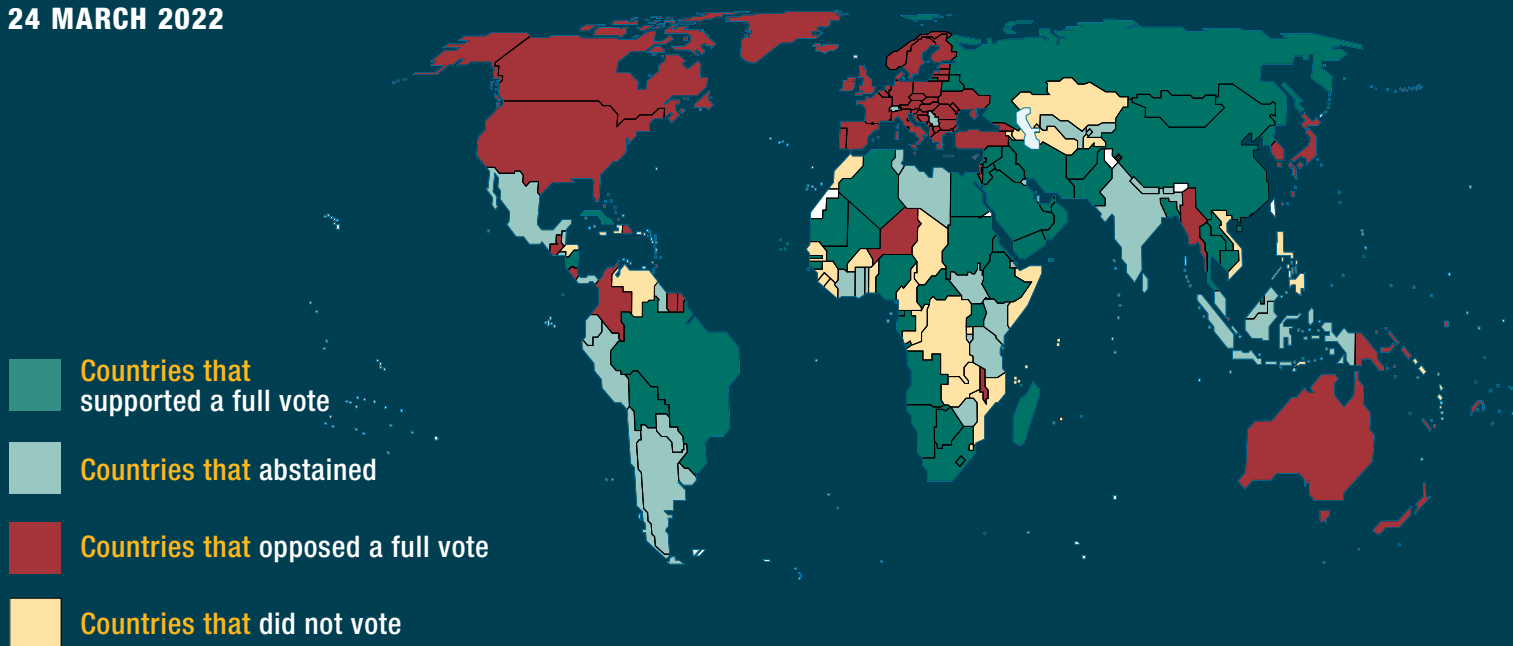 24 MARCH 2022
Countries that
supported a full vote
Countries that abstained
Countries that opposed a full vote
Countries that did not vote